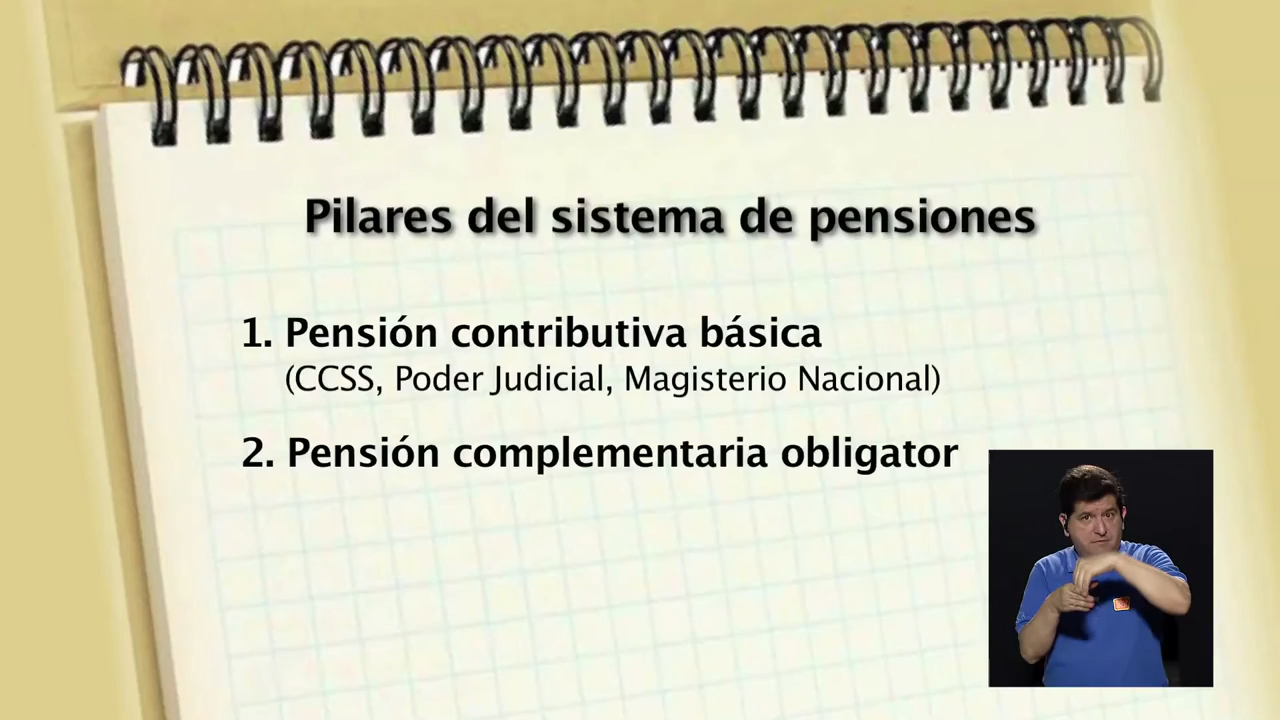 Pilares del sistema de pensiones
1. Pensión contributiva básica
(CCSS, Poder Judicial, Magisterio Nacional)
2. Pensión complementaria obligator